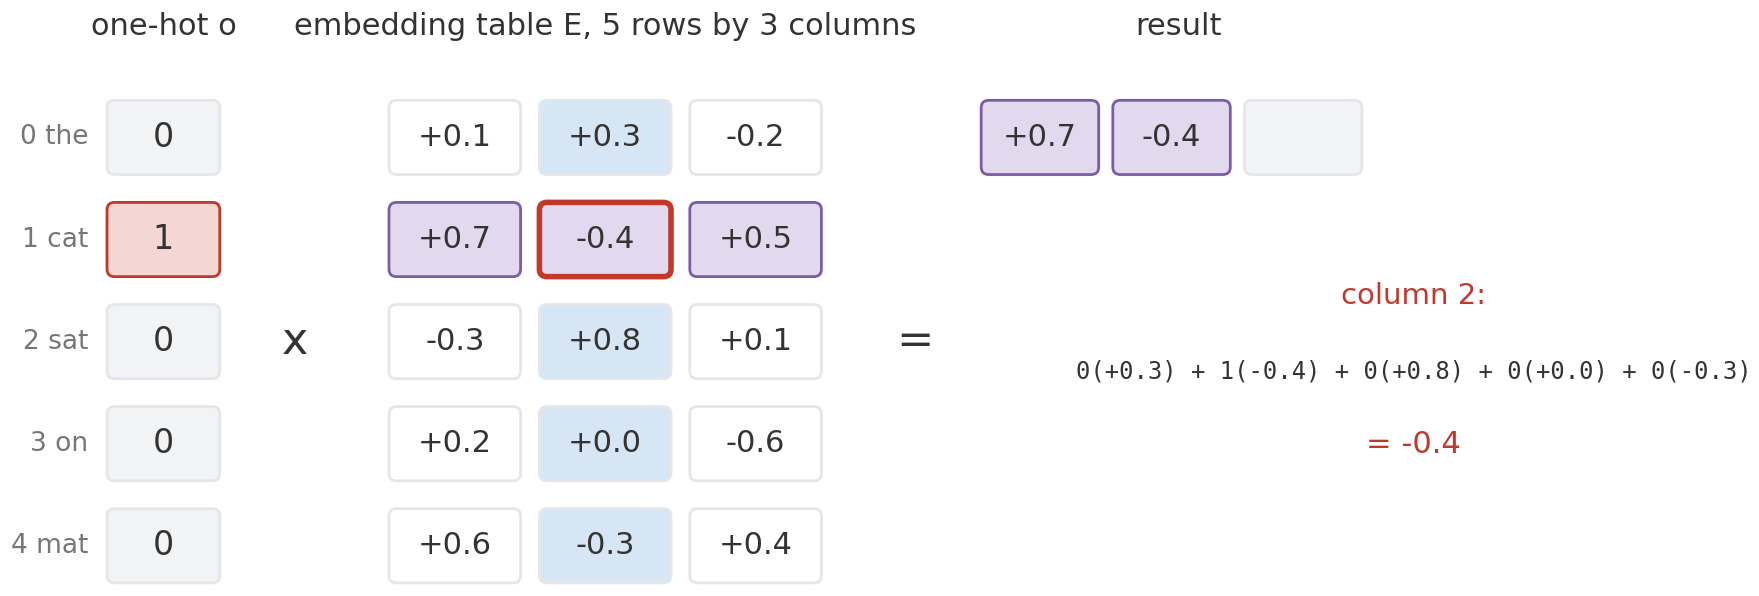 one-hot o embedding table E, 5 rows by 3 columns result
0 the 0 +0.1 +0.3 -0.2 +0.7 -0.4
1 cat 1 +0.7 -0.4 +0.5
column 2:
2 sat 0 x -0.3 +0.8 +0.1 =
0(+0.3) + 1(-0.4) + 0(+0.8) + 0(+0.0) + 0(-0.3)
3 on 0 +0.2 +0.0 -0.6 = -0.4
4 mat 0 +0.6 -0.3 +0.4